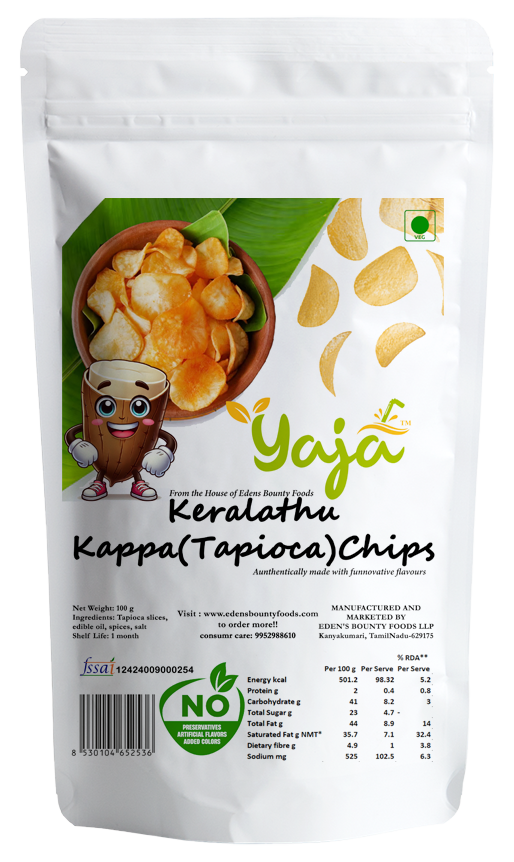 VEG
Yaja™
From the House of Edens Bounty Foods
Keralathu
Kappa(Tapioca)Chips
Aunthentically made with funnovative flavours
Net Weight: 100 g
Ingredients: Tapioca slices,
edible oil, spices, salt
Shelf Life: 1 month
Visit : www.edensbountyfoods.com
to order more!!
consumr care: 9952988610
MANUFACTURED AND
MARKETED BY
EDEN'S BOUNTY FOODS LLP
Kanyakumari, TamilNadu-629175
fssai 12424009000254
8 530104 652536
NO
PRESERVATIVES
ARTIFICIAL FLAVORS
ADDED COLORS
% RDA**
Per 100 g Per Serve Per Serve
Energy kcal 501.2 98.32 5.2
Protein g 2 0.4 0.8
Carbohydrate g 41 8.2 3
Total Sugar g 23 4.7 -
Total Fat g 44 8.9 14
Saturated Fat g NMT* 35.7 7.1 32.4
Dietary fibre g 4.9 1 3.8
Sodium mg 525 102.5 6.3